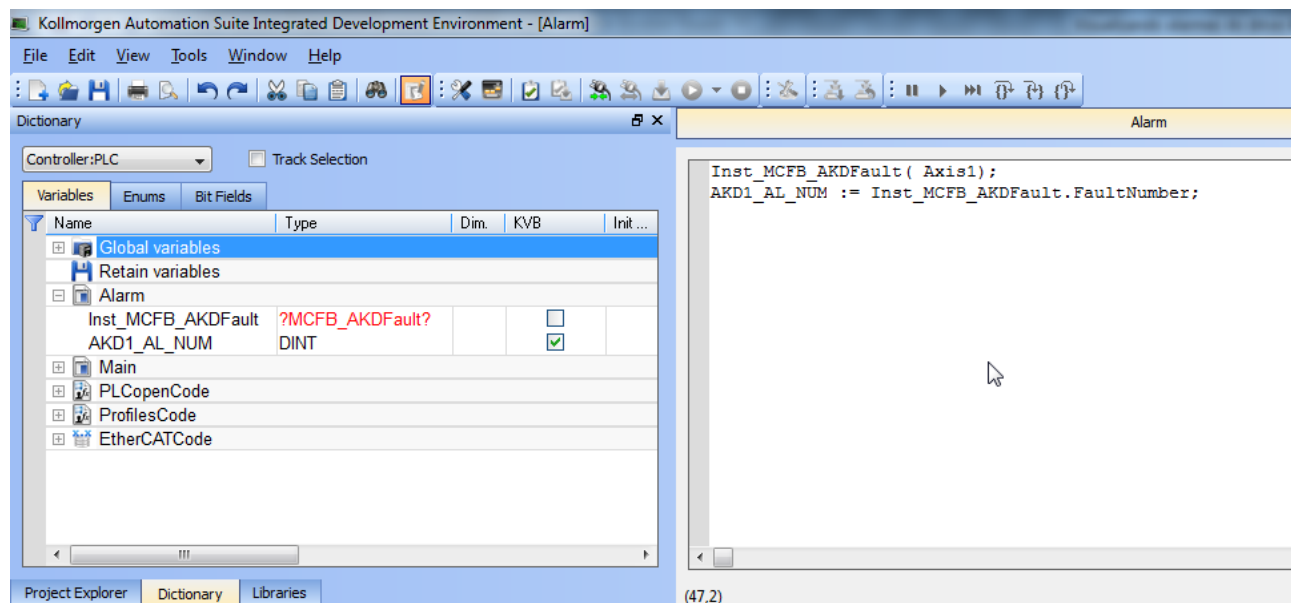 Kollmorgen Automation Suite Integrated Development Environment - [Alarm]
File Edit View Tools Window Help
Dictionary
Alarm
Controller:PLC
Track Selection
Variables Enums Bit Fields
Name Type Dim. KVB Init ...
Global variables
Retain variables
Alarm
Inst_MCFB_AKDFault ?MCFB_AKDFault?
AKD1_AL_NUM DINT
Main
PLCopenCode
ProfilesCode
EtherCATCode
Inst_MCFB_AKDFault( Axis1);
AKD1_AL_NUM := Inst_MCFB_AKDFault.FaultNumber;
Project Explorer Dictionary Libraries
(47,2)